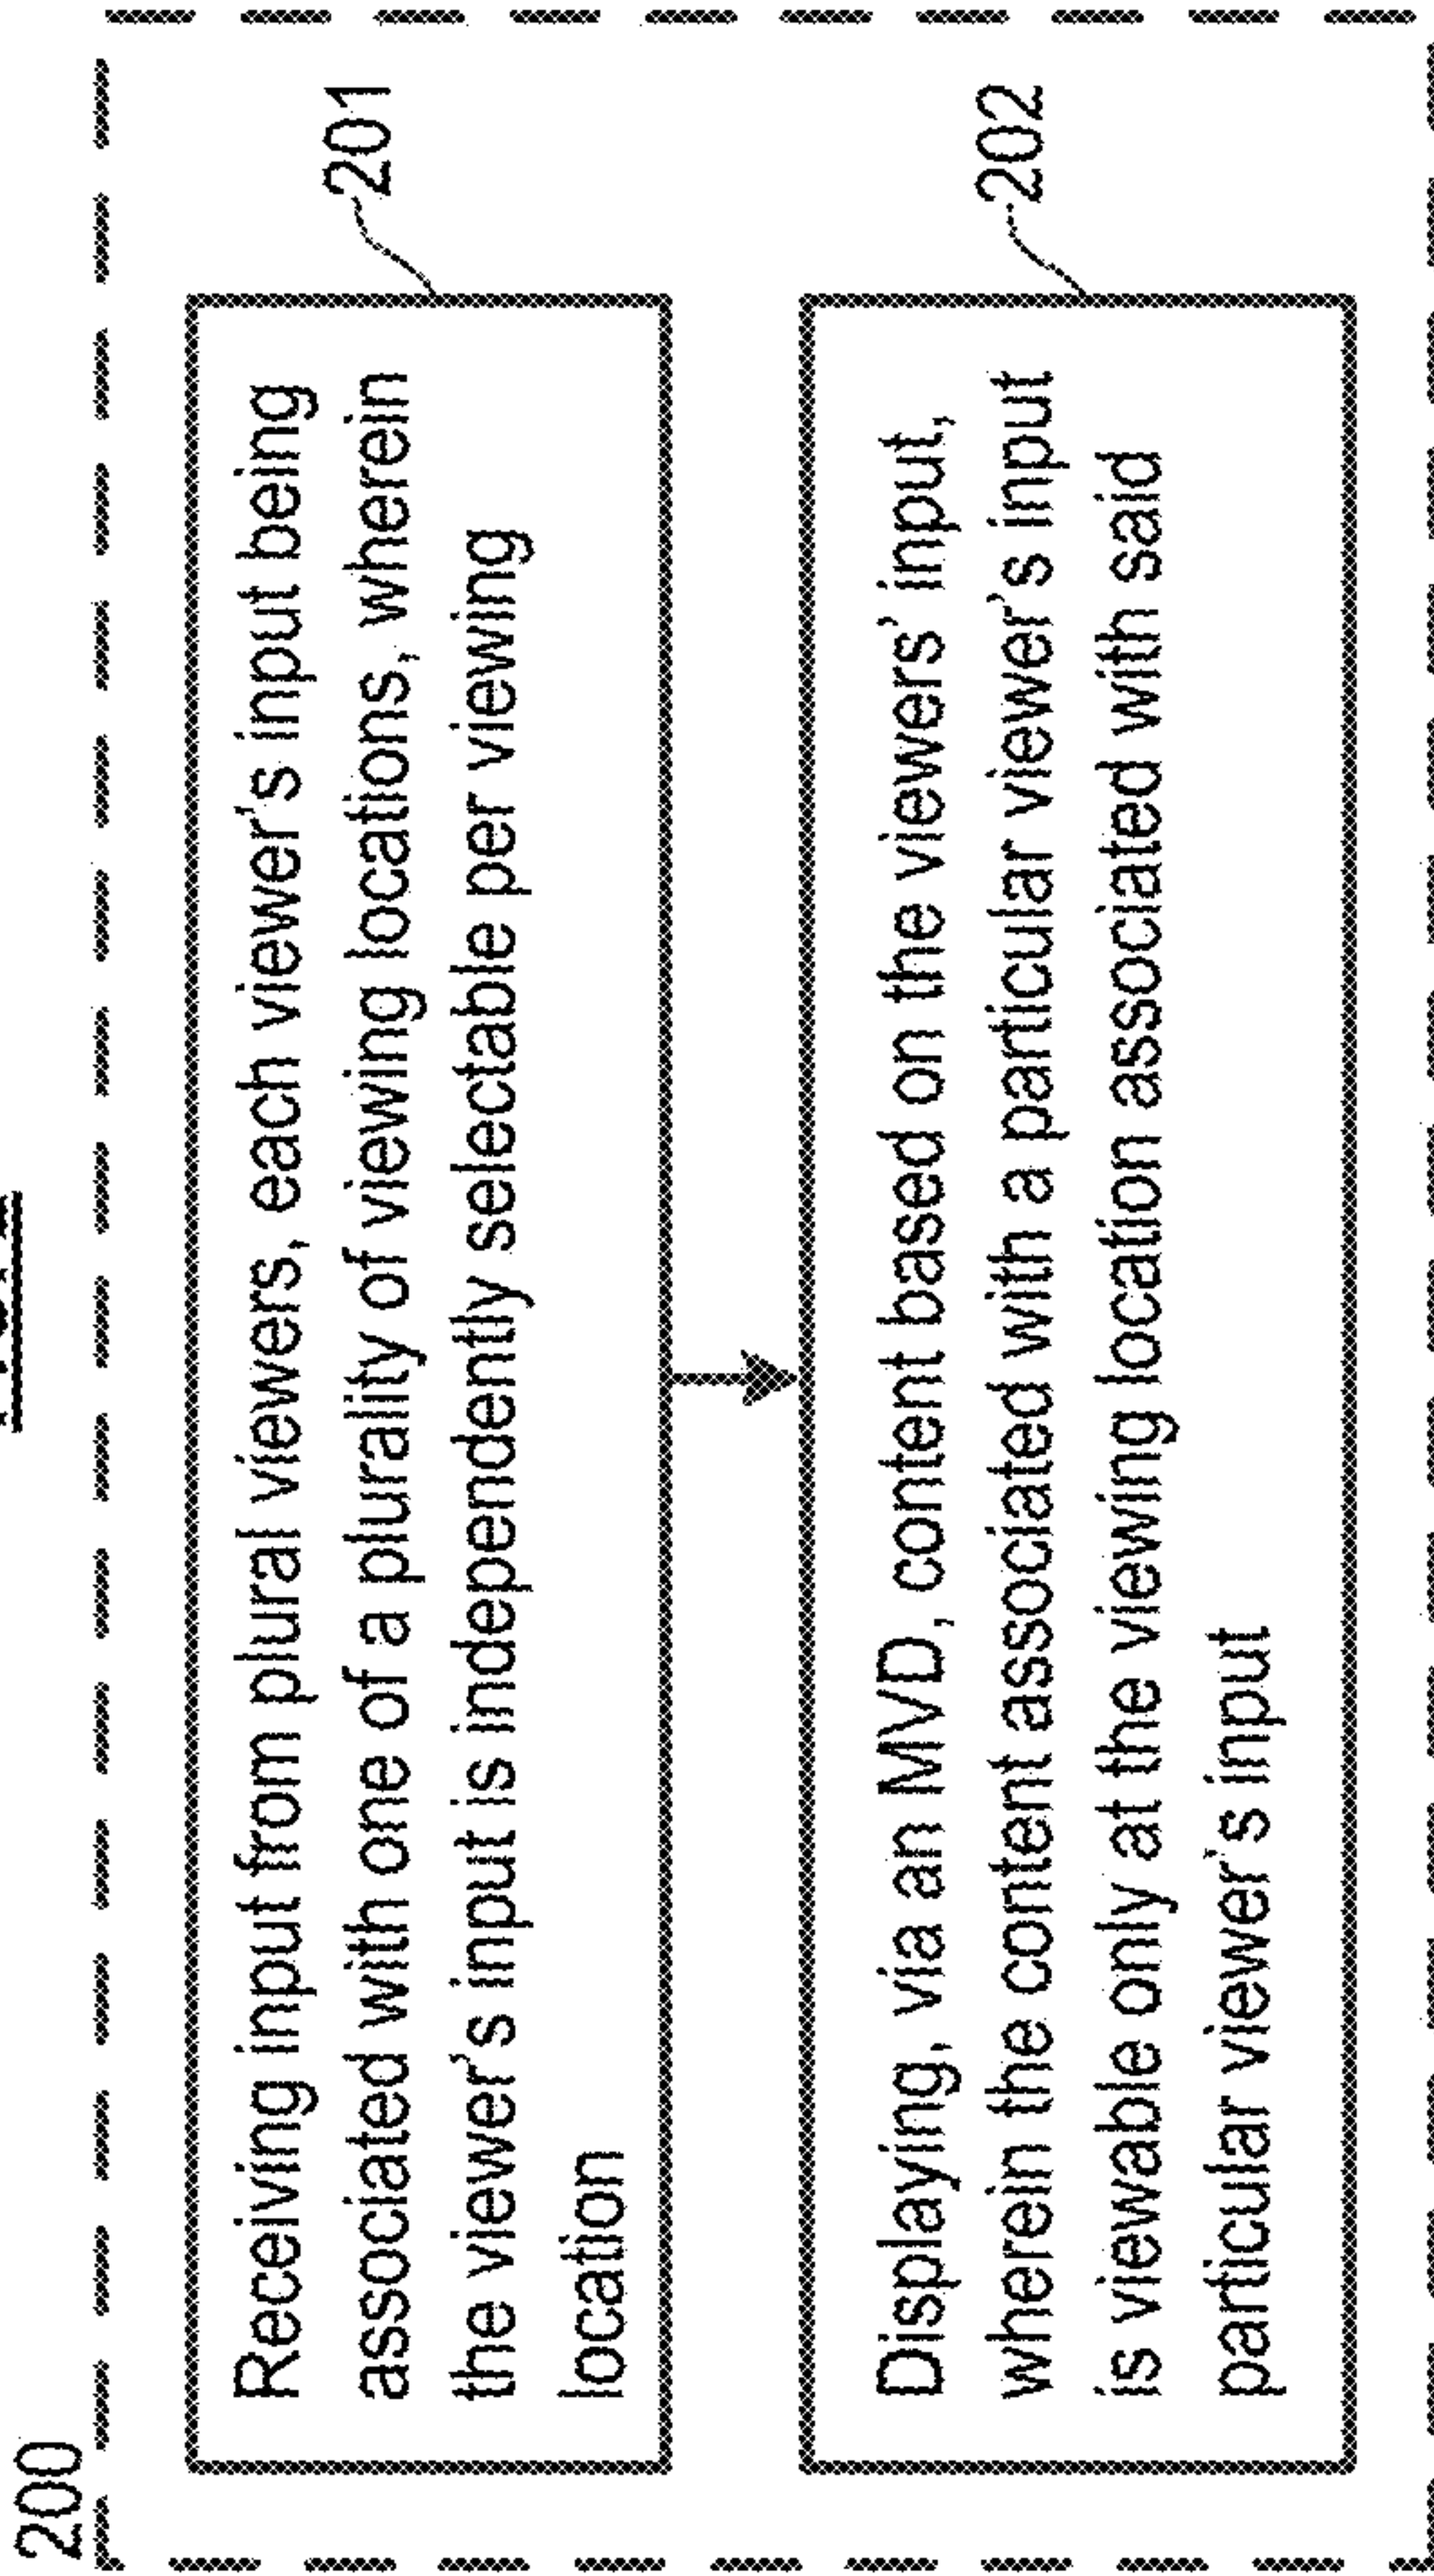 200
Receiving input from plural viewers, each viewer's input being
associated with one of a plurality of viewing locations, wherein
the viewer's input is independently selectable per viewing
location
201
Displaying, via an MVD, content based on the viewers' input,
wherein the content associated with a particular viewer's input
is viewable only at the viewing location associated with said
particular viewer's input
202